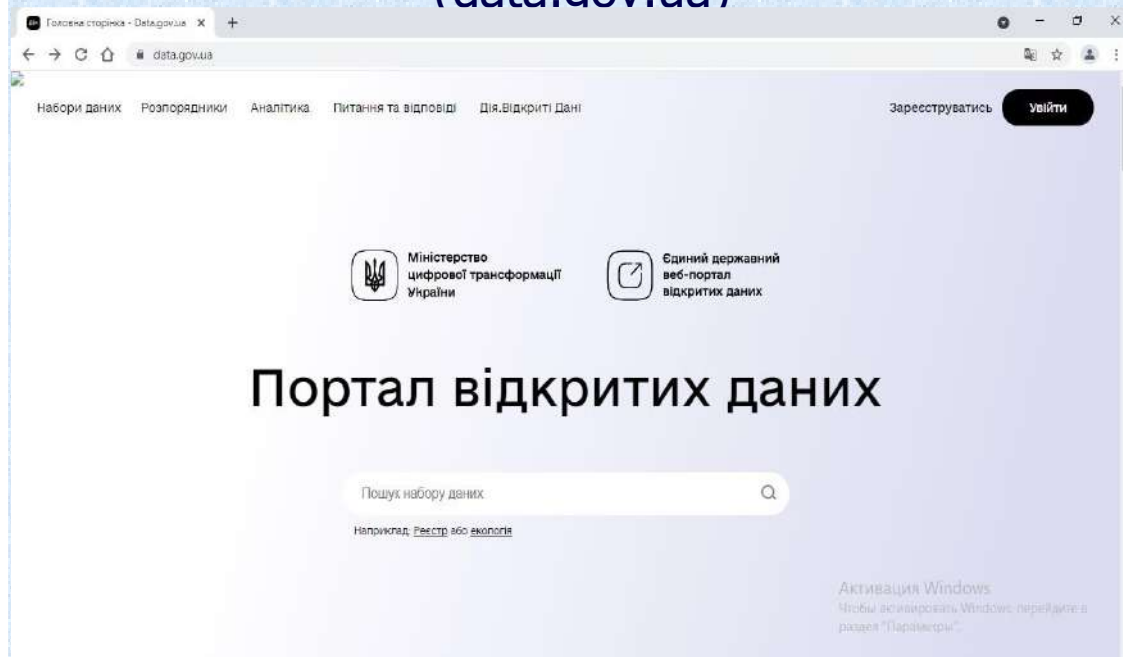 (data.gov.ua)
Головна сторінка - Data.gov.ua
data.gov.ua
Набори даних Розпорядники Аналітика Питання та відповіді Дія.Відкриті Дані Зареєструватись Увійти
Міністерство
цифрової трансформації
України
Єдиний державний
веб-портал
відкритих даних
Портал відкритих даних
Пошук набору даних
Наприклад: Реєстр або екологія
Активация Windows
Чтобы активировать Windows, перейдите в
раздел "Параметры".